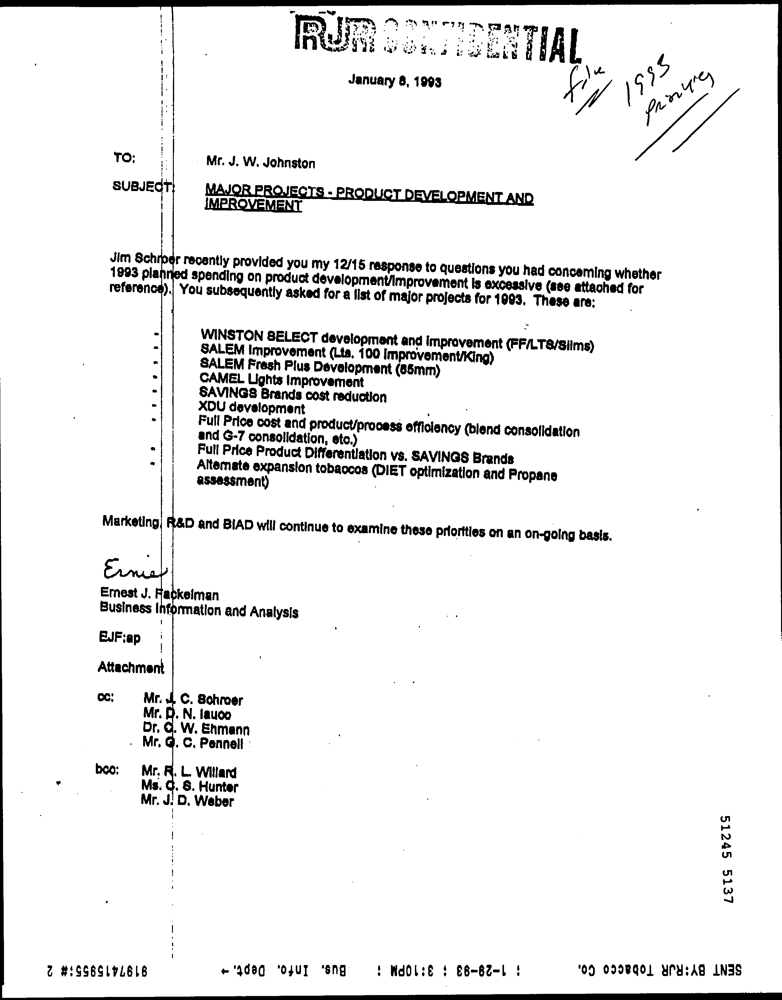 RJR CONFIDENTIAL
January 8, 1993
file
1993
Priorities
TO: Mr. J. W. Johnston
SUBJECT: MAJOR PROJECTS - PRODUCT DEVELOPMENT AND
IMPROVEMENT
Jim Schroer recently provided you my 12/15 response to questions you had concerning whether
1993 planned spending on product development/improvement is excessive (see attached for
reference). You subsequently asked for a list of major projects for 1993. These are:
- WINSTON SELECT development and improvement (FF/LTS/Slims)
- SALEM Improvement (Lts. 100 Improvement/King)
- SALEM Fresh Plus Development (85mm)
- CAMEL Lights Improvement
- SAVINGS Brands cost reduction
- XDU development
- Full Price cost and product/process efficiency (blend consolidation
and G-7 consolidation, etc.)
- Full Price Product Differentiation vs. SAVINGS Brands
- Alternate expansion tobaccos (DIET optimization and Propane
assessment)
Marketing, R&D and BIAD will continue to examine these priorities on an on-going basis.
Ernie
Ernest J. Fackelman
Business Information and Analysis
EJF:ap
Attachment
cc: Mr. J. C. Schroer
Mr. D. N. Iauco
Dr. C. W. Ehmann
Mr. G. C. Pennell
bcc: Mr. R. L. Willard
Ms. C. S. Hunter
Mr. J. D. Weber
51245 5137
SENT BY:RJR Tobacco Co. ; 1-29-93 ; 3:10PM ; Bus. Info. Dept.→ 9197415955;# 2